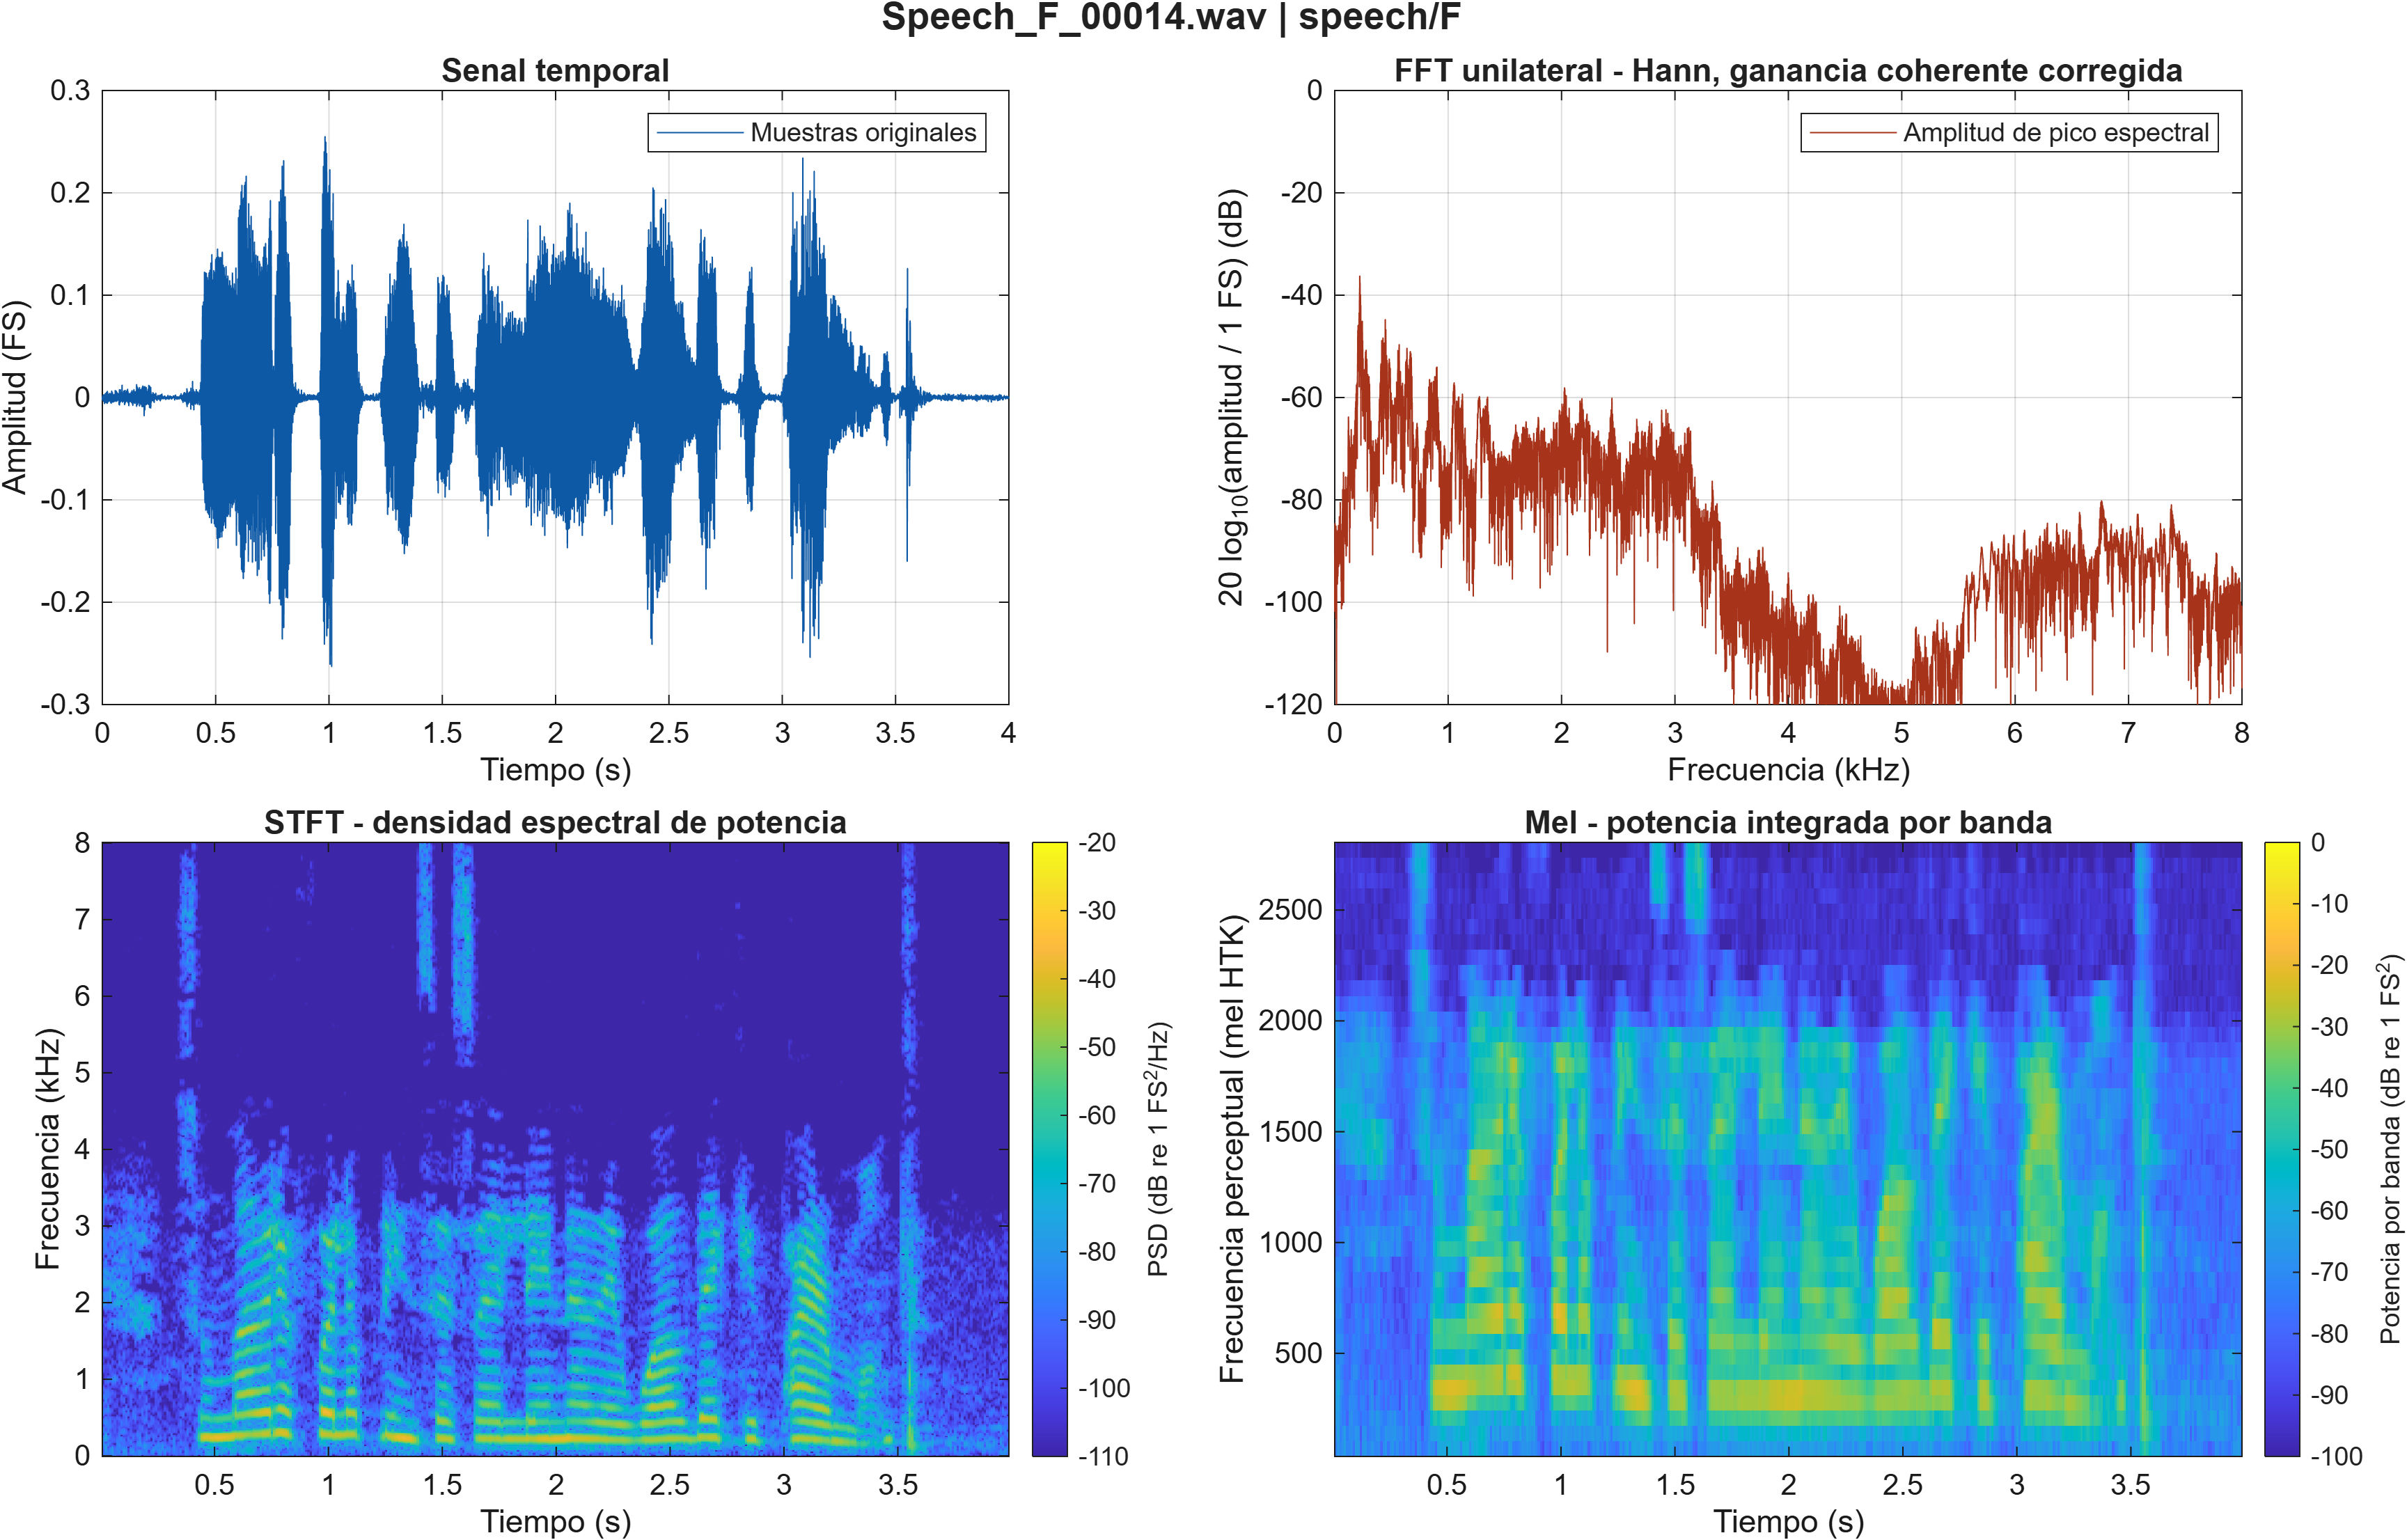 Speech_F_00014.wav | speech/F
Senal temporal
Muestras originales
Amplitud (FS)
0.3
0.2
0.1
0
-0.1
-0.2
-0.3
0 0.5 1 1.5 2 2.5 3 3.5 4
Tiempo (s)
FFT unilateral - Hann, ganancia coherente corregida
Amplitud de pico espectral
20 log10(amplitud / 1 FS) (dB)
0
-20
-40
-60
-80
-100
-120
0 1 2 3 4 5 6 7 8
Frecuencia (kHz)
STFT - densidad espectral de potencia
Frecuencia (kHz)
8
7
6
5
4
3
2
1
0
0.5 1 1.5 2 2.5 3 3.5
Tiempo (s)
-20
-30
-40
-50
-60
-70
-80
-90
-100
-110
PSD (dB re 1 FS²/Hz)
Mel - potencia integrada por banda
Frecuencia perceptual (mel HTK)
2500
2000
1500
1000
500
0.5 1 1.5 2 2.5 3 3.5
Tiempo (s)
0
-10
-20
-30
-40
-50
-60
-70
-80
-90
-100
Potencia por banda (dB re 1 FS²)